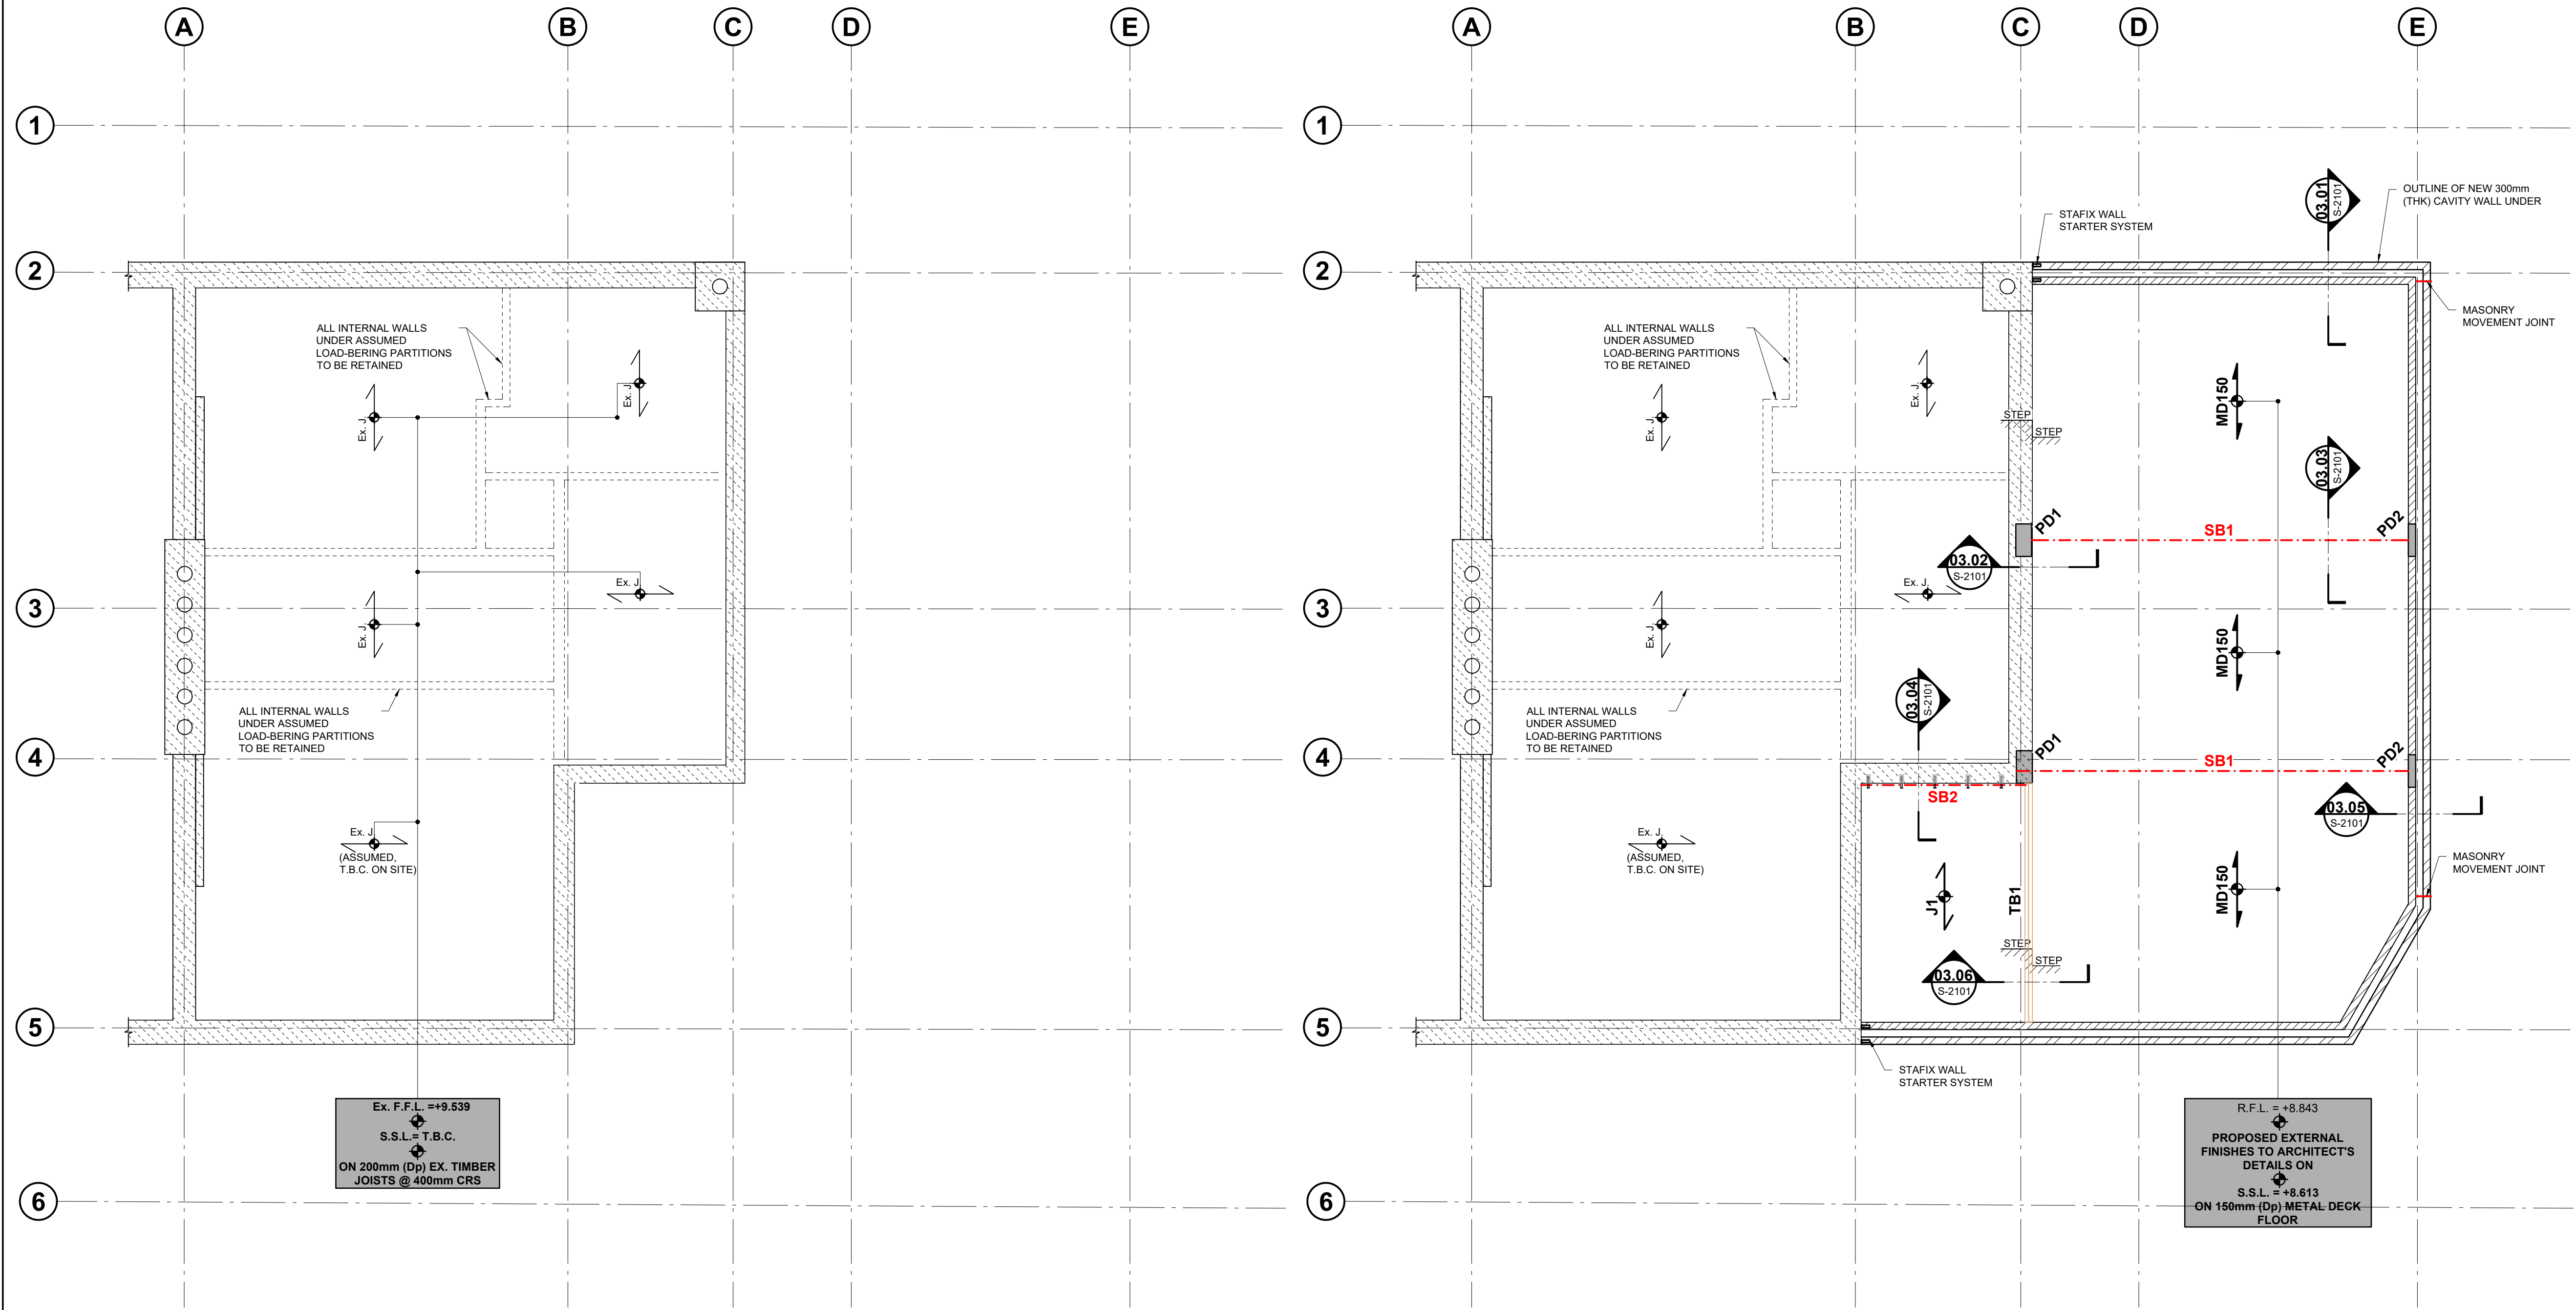 A
B
C
D
E
1
2
3
4
5
6
ALL INTERNAL WALLS
UNDER ASSUMED
LOAD-BERING PARTITIONS
TO BE RETAINED
Ex. J.
Ex. J.
Ex. J.
Ex. J.
ALL INTERNAL WALLS
UNDER ASSUMED
LOAD-BERING PARTITIONS
TO BE RETAINED
Ex. J.
(ASSUMED,
T.B.C. ON SITE)
Ex. F.F.L. =+9.539
S.S.L.= T.B.C.
ON 200mm (Dp) EX. TIMBER
JOISTS @ 400mm CRS
A
B
C
D
E
1
2
3
4
5
6
03.01
S-2101
OUTLINE OF NEW 300mm
(THK) CAVITY WALL UNDER
STAFIX WALL
STARTER SYSTEM
MASONRY
MOVEMENT JOINT
ALL INTERNAL WALLS
UNDER ASSUMED
LOAD-BERING PARTITIONS
TO BE RETAINED
Ex. J.
Ex. J.
STEP
STEP
MD150
03.03
S-2101
PD1
SB1
PD2
03.02
S-2101
Ex. J.
Ex. J.
MD150
03.04
S-2101
ALL INTERNAL WALLS
UNDER ASSUMED
LOAD-BERING PARTITIONS
TO BE RETAINED
PD1
SB1
PD2
SB2
03.05
S-2101
Ex. J.
(ASSUMED,
T.B.C. ON SITE)
J1
TB1
MD150
MASONRY
MOVEMENT JOINT
STEP
STEP
03.06
S-2101
STAFIX WALL
STARTER SYSTEM
R.F.L. = +8.843
PROPOSED EXTERNAL
FINISHES TO ARCHITECT'S
DETAILS ON
S.S.L. = +8.613
ON 150mm (Dp) METAL DECK
FLOOR